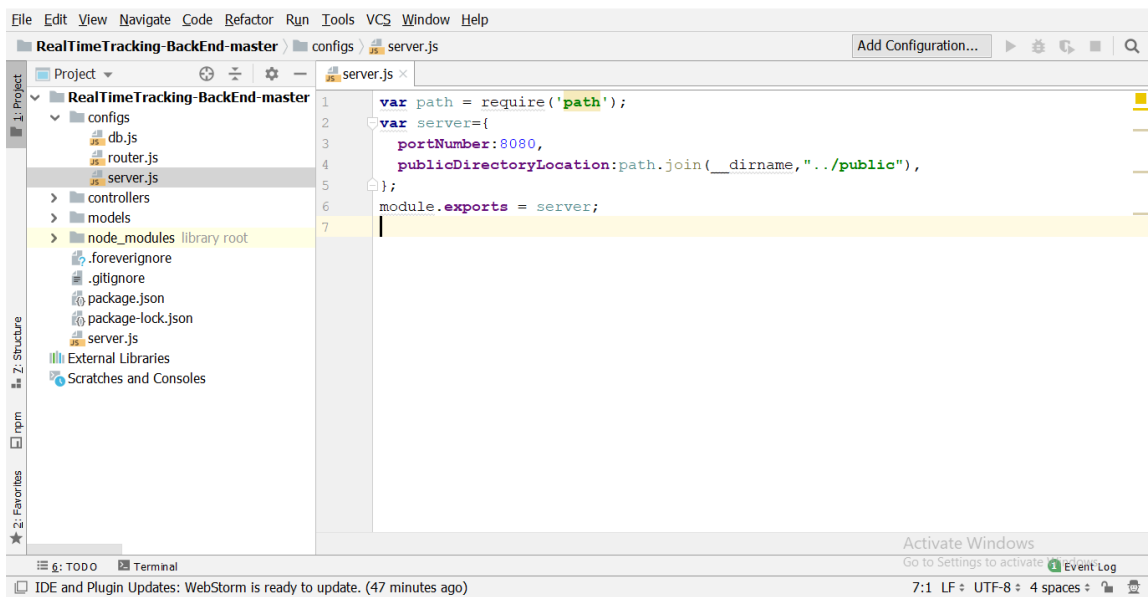 File Edit View Navigate Code Refactor Run Tools VCS Window Help
RealTimeTracking-BackEnd-master configs server.js Add Configuration...
1: Project
Project
server.js
RealTimeTracking-BackEnd-master
configs
db.js
router.js
server.js
controllers
models
node_modules library root
.foreverignore
.gitignore
package.json
package-lock.json
server.js
External Libraries
Scratches and Consoles
Z: Structure
npm
2: Favorites
1 var path = require('path');
2 var server={
3 portNumber:8080,
4 publicDirectoryLocation:path.join(__dirname,"../public"),
5 };
6 module.exports = server;
7
Activate Windows
Go to Settings to activate
6: TODO Terminal 1 Event Log
IDE and Plugin Updates: WebStorm is ready to update. (47 minutes ago) 7:1 LF UTF-8 4 spaces